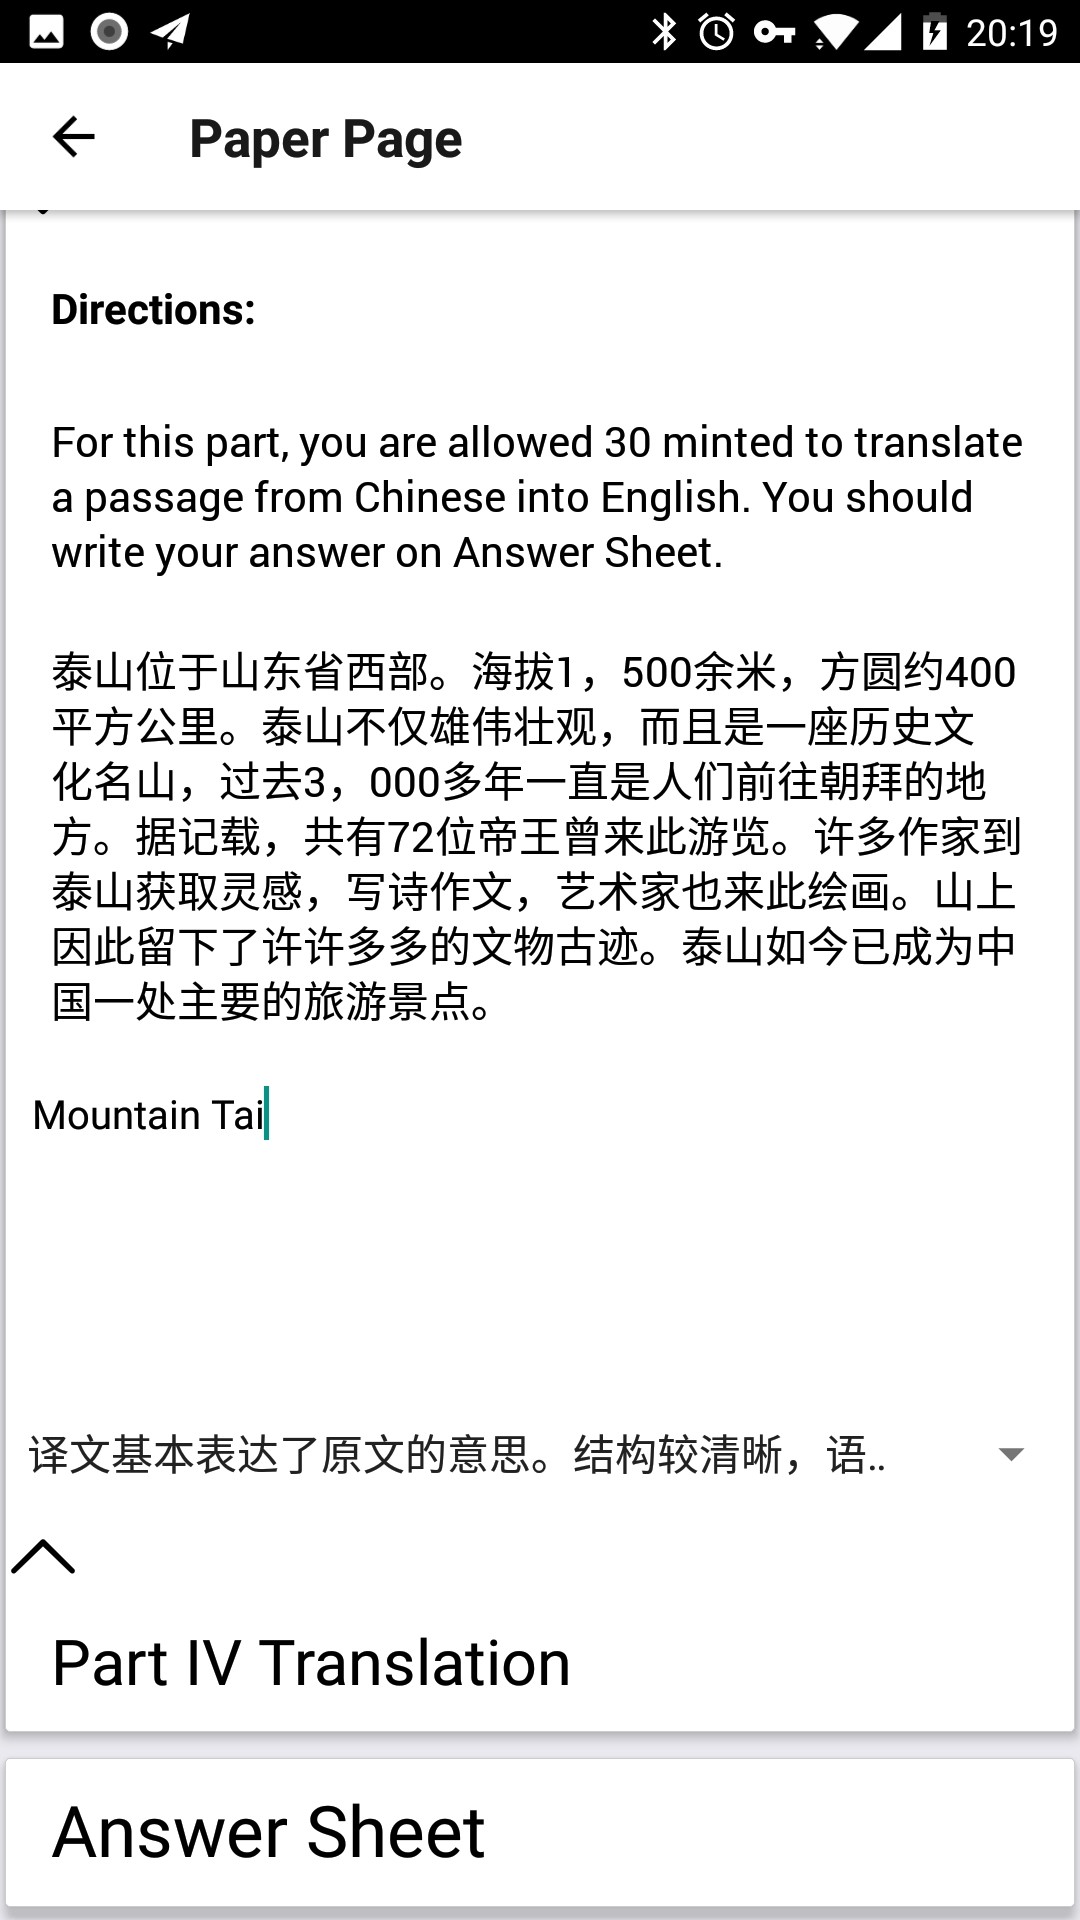 20:19
Paper Page
Directions:
For this part, you are allowed 30 minted to translate
a passage from Chinese into English. You should
write your answer on Answer Sheet.
泰山位于山东省西部。海拔1，500余米，方圆约400
平方公里。泰山不仅雄伟壮观，而且是一座历史文
化名山，过去3，000多年一直是人们前往朝拜的地
方。据记载，共有72位帝王曾来此游览。许多作家到
泰山获取灵感，写诗作文，艺术家也来此绘画。山上
因此留下了许许多多的文物古迹。泰山如今已成为中
国一处主要的旅游景点。
Mountain Tai
译文基本表达了原文的意思。结构较清晰，语..
Part IV Translation
Answer Sheet